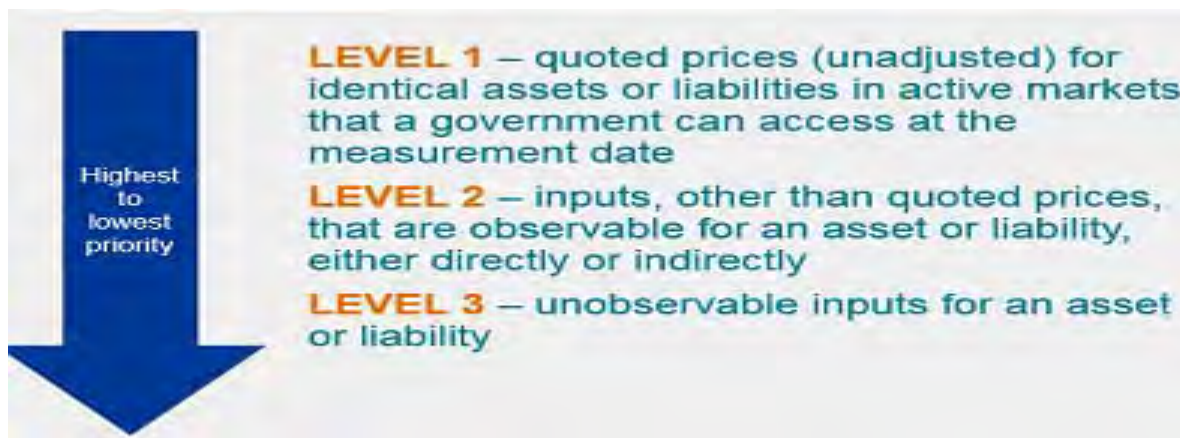 Highest
to
lowest
priority
LEVEL 1 – quoted prices (unadjusted) for
identical assets or liabilities in active markets
that a government can access at the
measurement date
LEVEL 2 – inputs, other than quoted prices,
that are observable for an asset or liability,
either directly or indirectly
LEVEL 3 – unobservable inputs for an asset
or liability